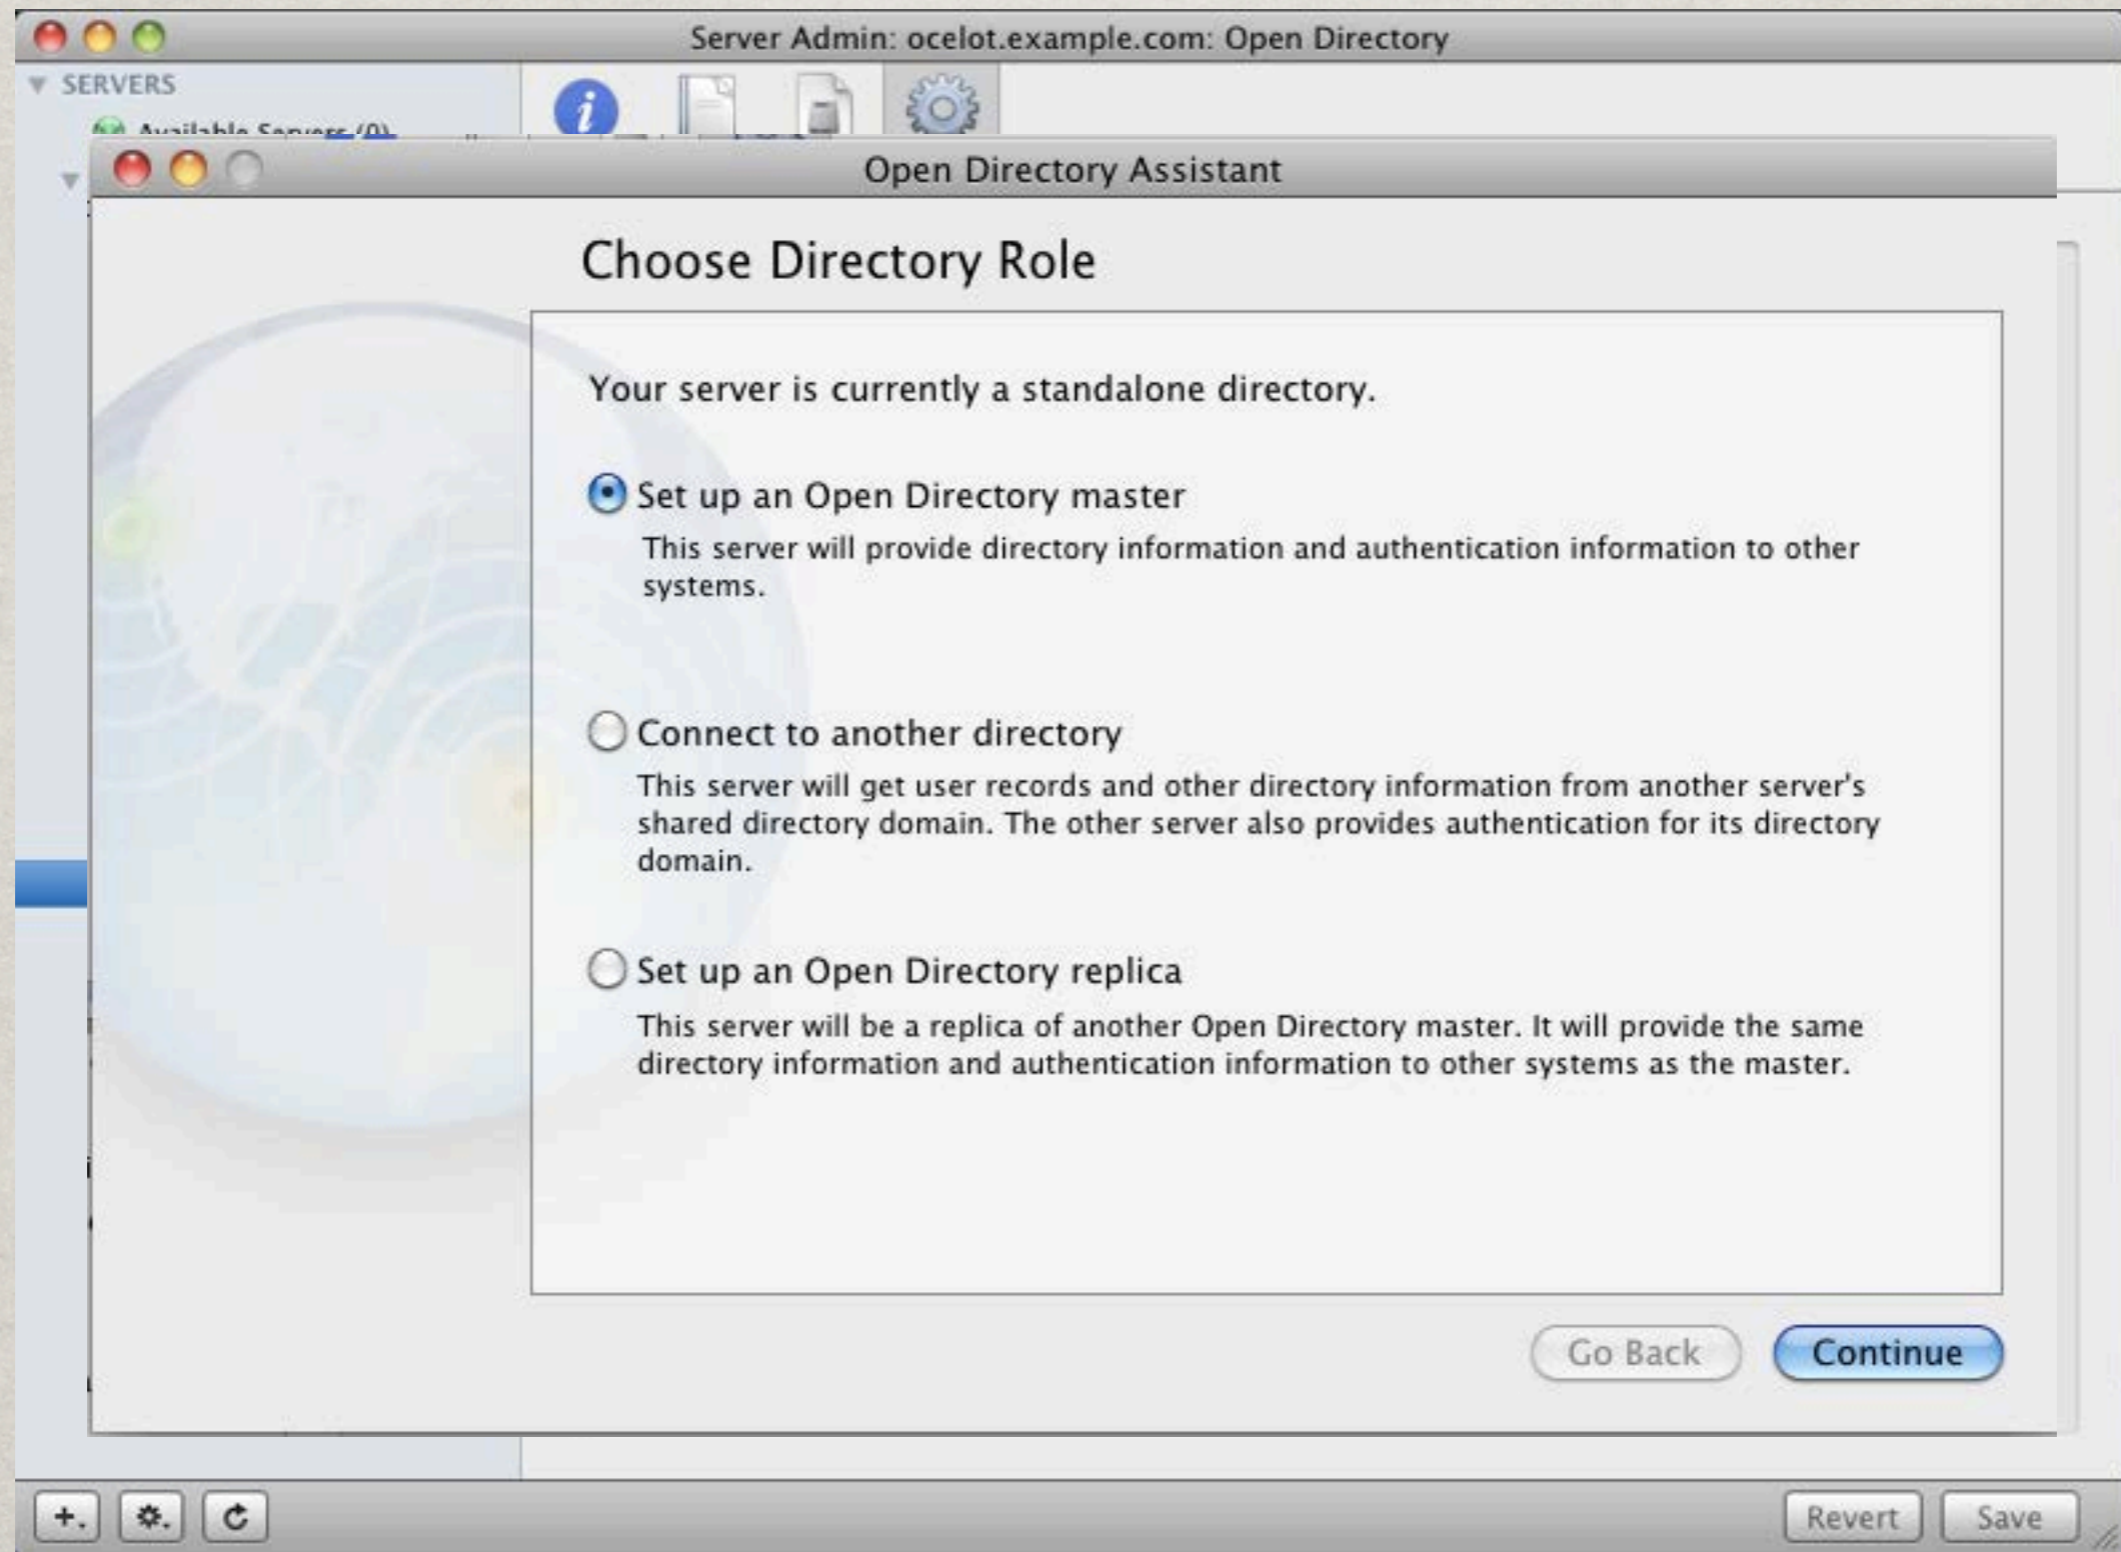 Server Admin: ocelot.example.com: Open Directory
SERVERS
Available Servers (0)
Open Directory Assistant
Choose Directory Role
Your server is currently a standalone directory.
Set up an Open Directory master
This server will provide directory information and authentication information to other
systems.
Connect to another directory
This server will get user records and other directory information from another server's
shared directory domain. The other server also provides authentication for its directory
domain.
Set up an Open Directory replica
This server will be a replica of another Open Directory master. It will provide the same
directory information and authentication information to other systems as the master.
Go Back Continue
Revert Save